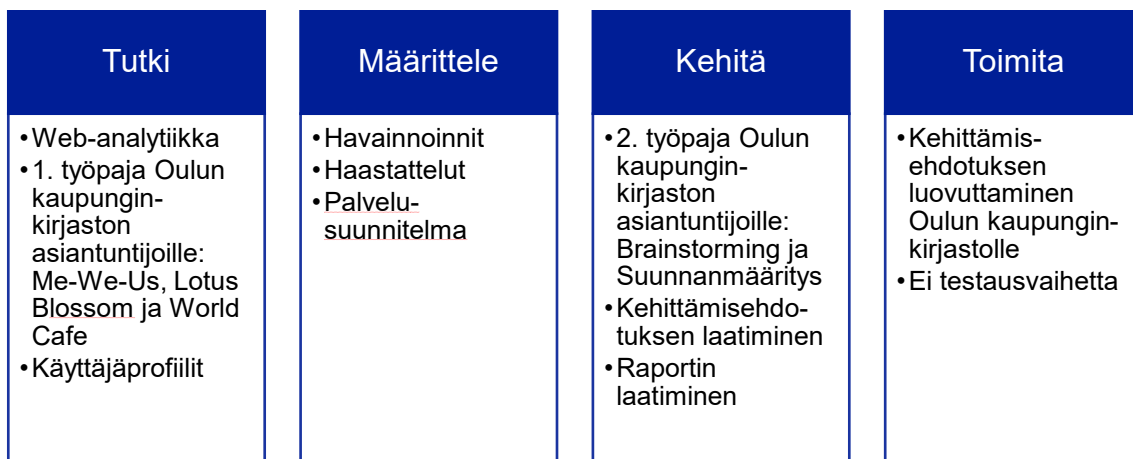 Tutki
•Web-analytiikka
•1. työpaja Oulun
kaupungin-
kirjaston
asiantuntijoille:
Me-We-Us, Lotus
Blossom ja World
Cafe
•Käyttäjäprofiilit
Määrittele
•Havainnoinnit
•Haastattelut
•Palvelu-
suunnitelma
Kehitä
•2. työpaja Oulun
kaupungin-
kirjaston
asiantuntijoille:
Brainstorming ja
Suunnanmääritys
•Kehittämisehdo-
tuksen laatiminen
•Raportin
laatiminen
Toimita
•Kehittämis-
ehdotuksen
luovuttaminen
Oulun kaupungin-
kirjastolle
•Ei testausvaihetta